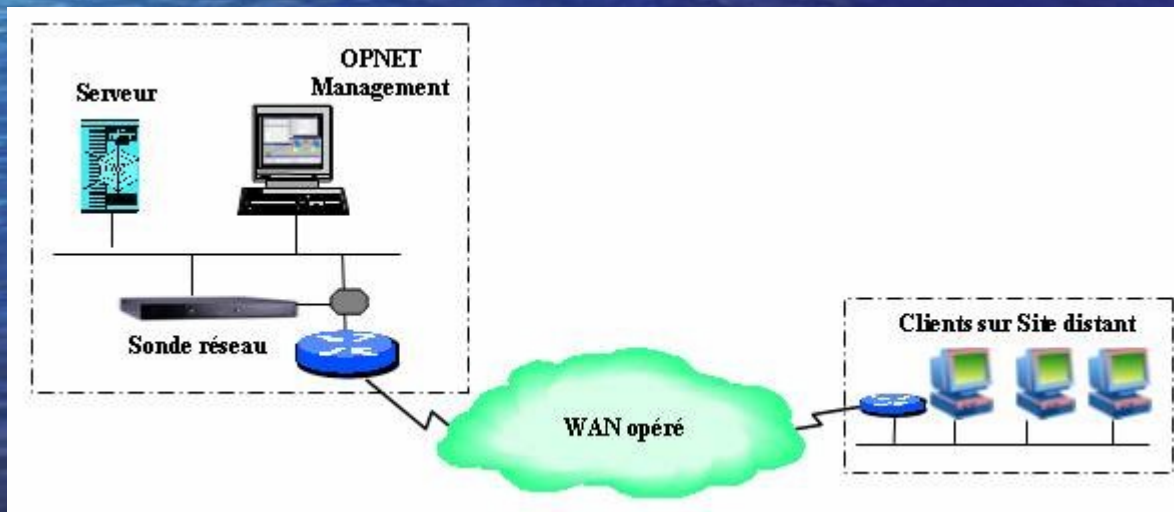 OPNET
Management
Serveur
Sonde réseau
Clients sur Site distant
WAN opéré